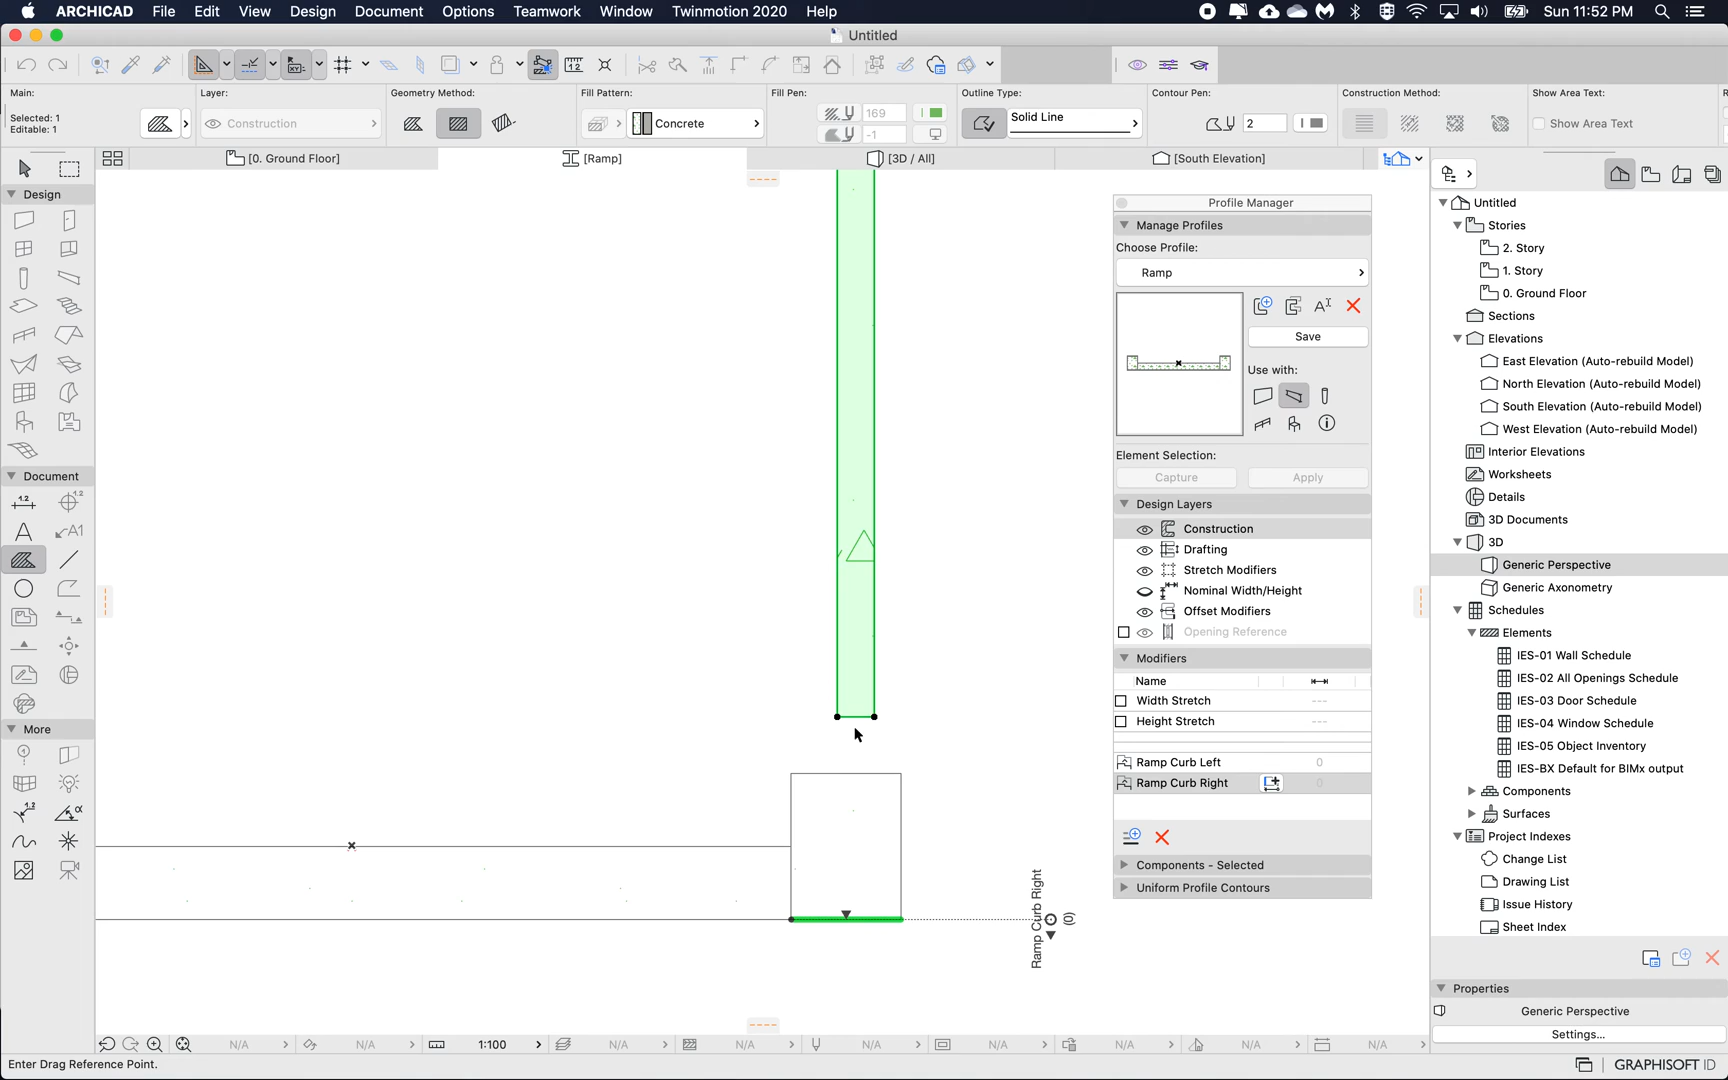 ARCHICAD File Edit View Design Document Options Teamwork Window Twinmotion 2020 Help Sun 11:52 PM
Untitled
Main:
Selected: 1
Editable: 1
Layer:
Construction
Geometry Method:
Fill Pattern:
Concrete
Fill Pen:
169
-1
Outline Type:
Solid Line
Contour Pen:
2
Construction Method:
Show Area Text:
Show Area Text
[0. Ground Floor]
[Ramp]
[3D / All]
[South Elevation]
Design
Document
1.2
1.2
A
A1
More
1
1.2
Ramp Curb Right
(0)
Profile Manager
Manage Profiles
Choose Profile:
Ramp
Save
Use with:
Element Selection:
Capture
Apply
Design Layers
Construction
Drafting
Stretch Modifiers
Nominal Width/Height
Offset Modifiers
Opening Reference
Modifiers
Name
Width Stretch ---
Height Stretch ---
Ramp Curb Left 0
Ramp Curb Right 0
Components - Selected
Uniform Profile Contours
Untitled
Stories
2. Story
1. Story
0. Ground Floor
Sections
Elevations
East Elevation (Auto-rebuild Model)
North Elevation (Auto-rebuild Model)
South Elevation (Auto-rebuild Model)
West Elevation (Auto-rebuild Model)
Interior Elevations
Worksheets
Details
3D Documents
3D
Generic Perspective
Generic Axonometry
Schedules
Elements
IES-01 Wall Schedule
IES-02 All Openings Schedule
IES-03 Door Schedule
IES-04 Window Schedule
IES-05 Object Inventory
IES-BX Default for BIMx output
Components
Surfaces
Project Indexes
Change List
Drawing List
Issue History
Sheet Index
Properties
Generic Perspective
Settings...
N/A N/A 1:100 N/A N/A N/A N/A N/A N/A N/A
Enter Drag Reference Point.
GRAPHISOFT ID